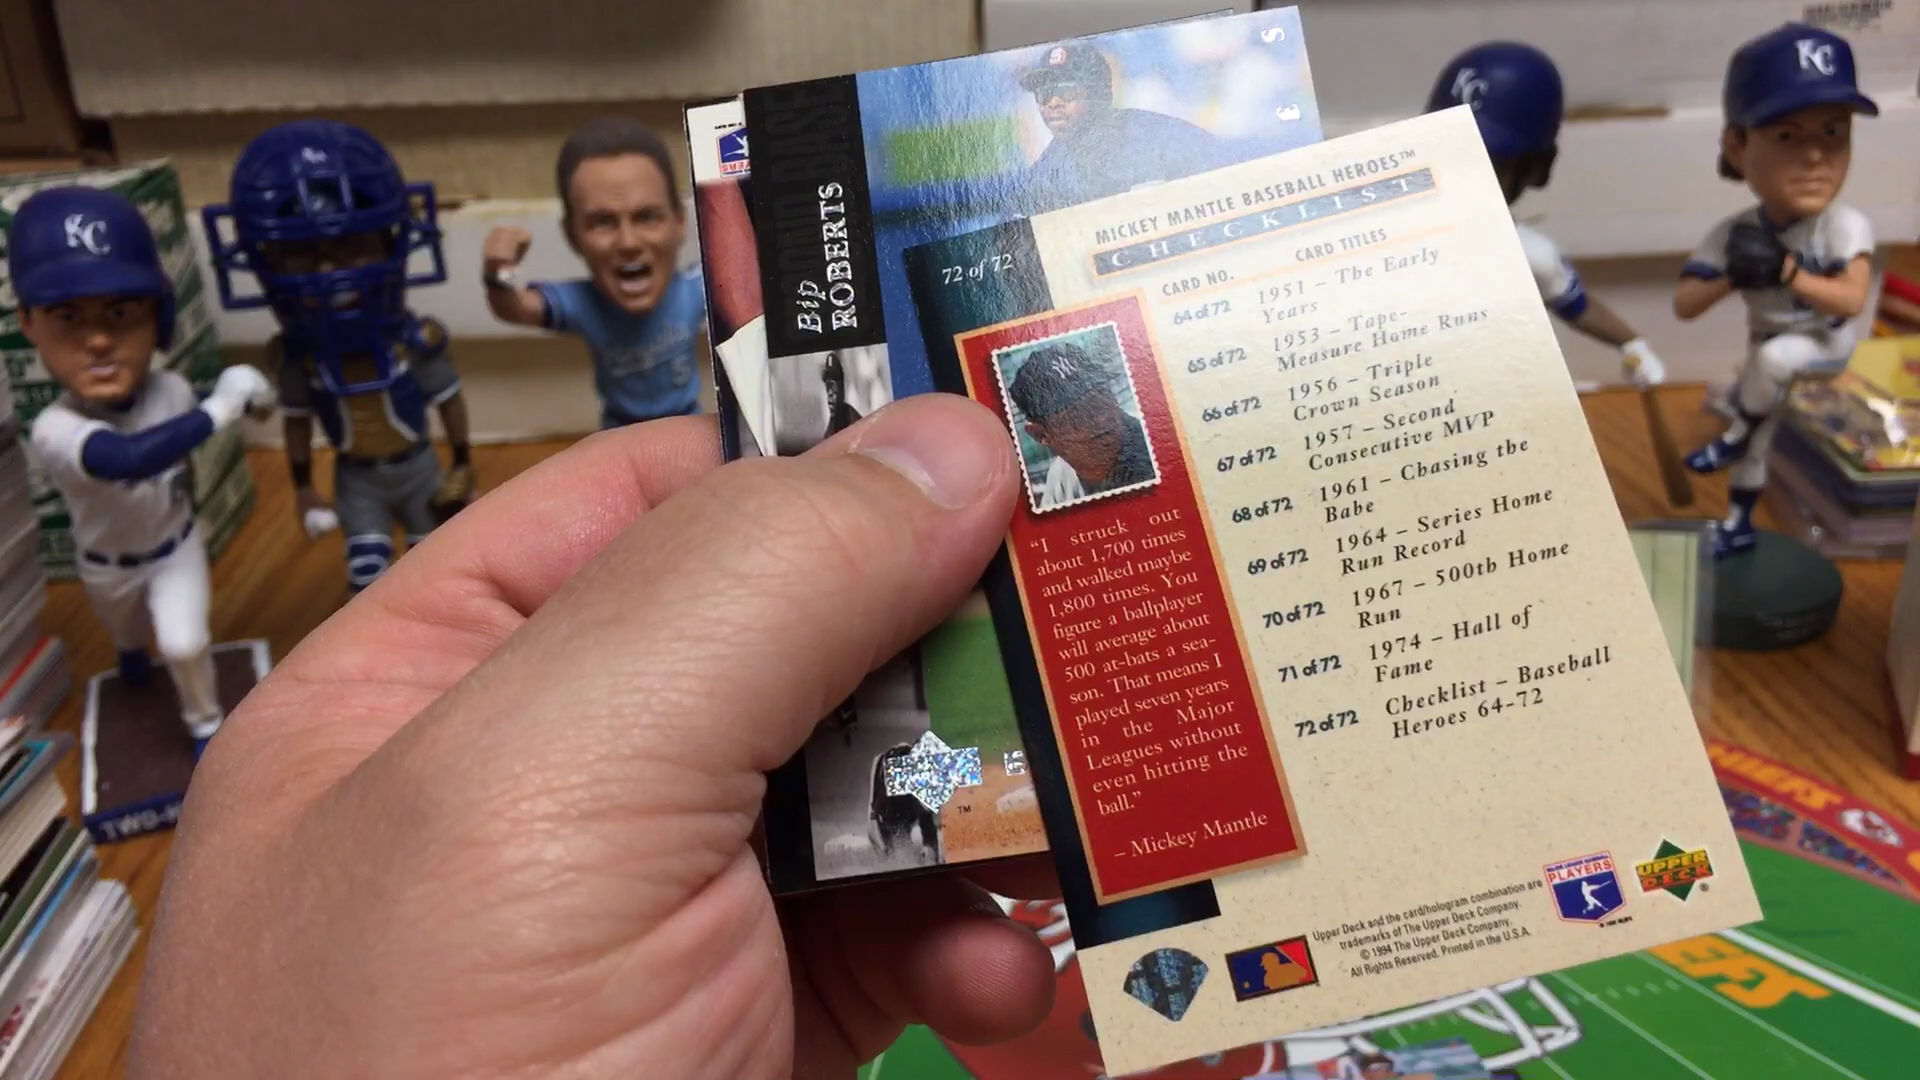 KC
KC
KC
Bip
ROBERTS
TM
TWO-
72 of 72
MICKEY MANTLE BASEBALL HEROES™
CHECKLIST
CARD NO. CARD TITLES
64 of 72 1951 – The Early
Years
65 of 72 1953 – Tape-
Measure Home Runs
66 of 72 1956 – Triple
Crown Season
67 of 72 1957 – Second
Consecutive MVP
68 of 72 1961 – Chasing the
Babe
69 of 72 1964 – Series Home
Run Record
70 of 72 1967 – 500th Home
Run
71 of 72 1974 – Hall of
Fame
72 of 72 Checklist – Baseball
Heroes 64-72
“I struck out
about 1,700 times
and walked maybe
1,800 times. You
figure a ballplayer
will average about
500 at-bats a sea-
son. That means I
played seven years
in the Major
Leagues without
even hitting the
ball.”
– Mickey Mantle
Upper Deck and the card/hologram combination are
trademarks of The Upper Deck Company.
© 1994 The Upper Deck Company.
All Rights Reserved. Printed in the U.S.A.
MAJOR LEAGUE BASEBALL
PLAYERS
UPPER
DECK
®